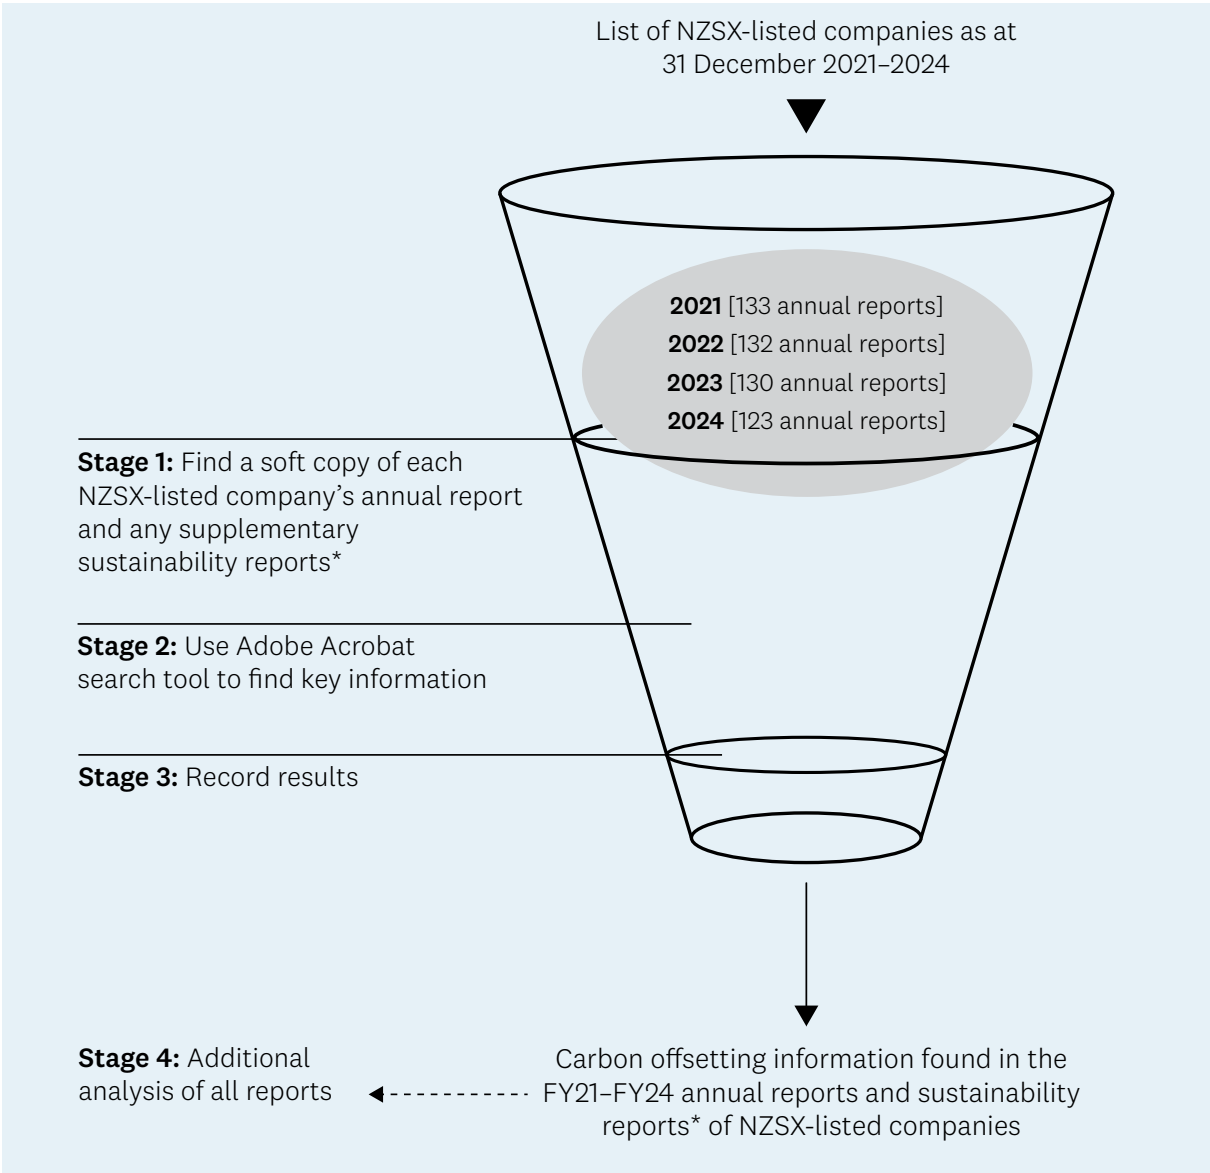 List of NZSX-listed companies as at
31 December 2021–2024
2021 [133 annual reports]
2022 [132 annual reports]
2023 [130 annual reports]
2024 [123 annual reports]
Stage 1: Find a soft copy of each
NZSX-listed company’s annual report
and any supplementary
sustainability reports*
Stage 2: Use Adobe Acrobat
search tool to find key information
Stage 3: Record results
Stage 4: Additional
analysis of all reports
Carbon offsetting information found in the
FY21–FY24 annual reports and sustainability
reports* of NZSX-listed companies